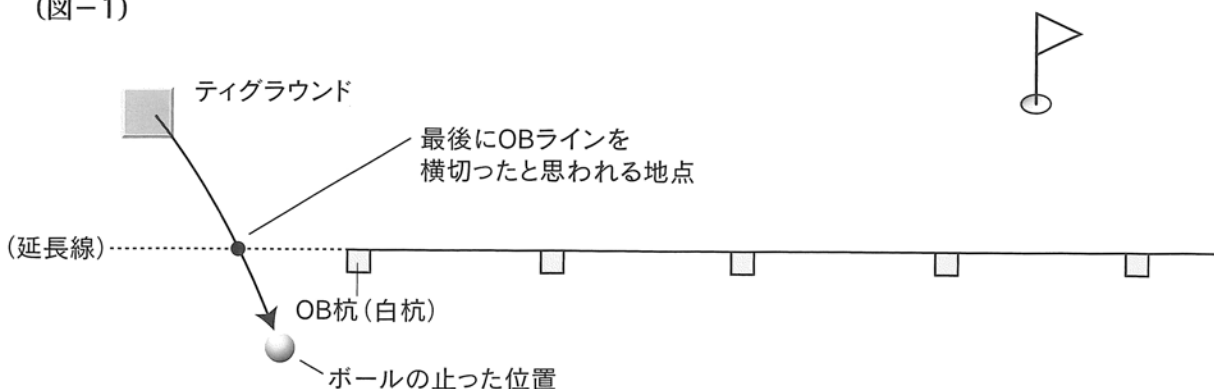 (図−1)
ティグラウンド
最後にOBラインを
横切ったと思われる地点
(延長線)
OB杭(白杭)
ボールの止った位置